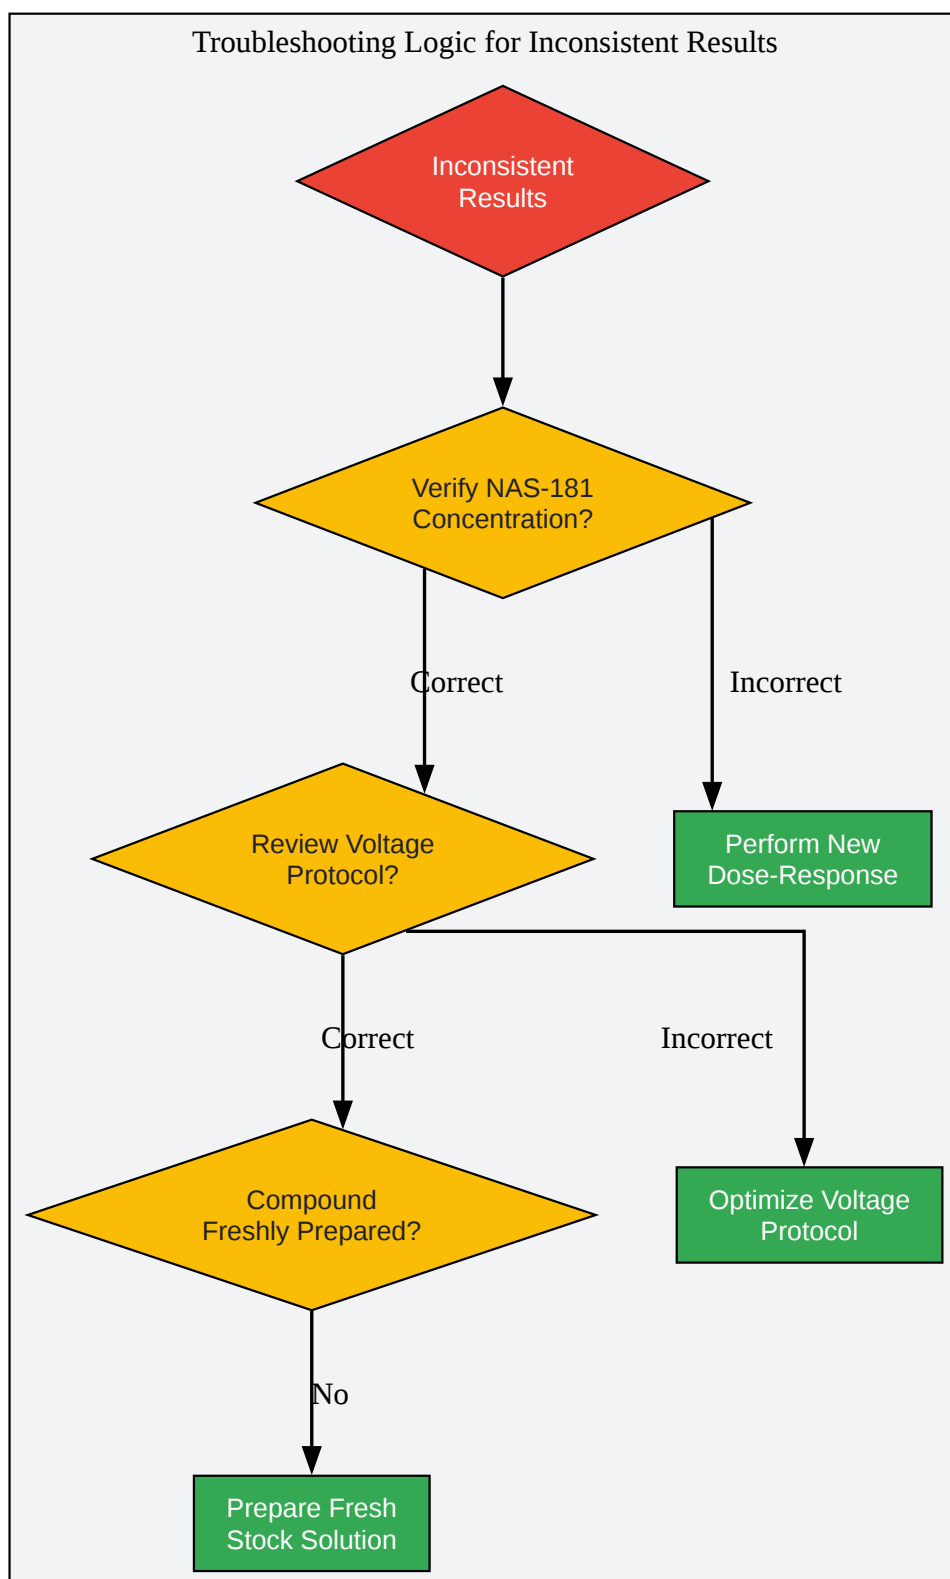 Troubleshooting Logic for Inconsistent Results
Inconsistent
Results
Verify NAS-181
Concentration?
Correct
Incorrect
Review Voltage
Protocol?
Perform New
Dose-Response
Correct
Incorrect
Compound
Freshly Prepared?
Optimize Voltage
Protocol
No
Prepare Fresh
Stock Solution